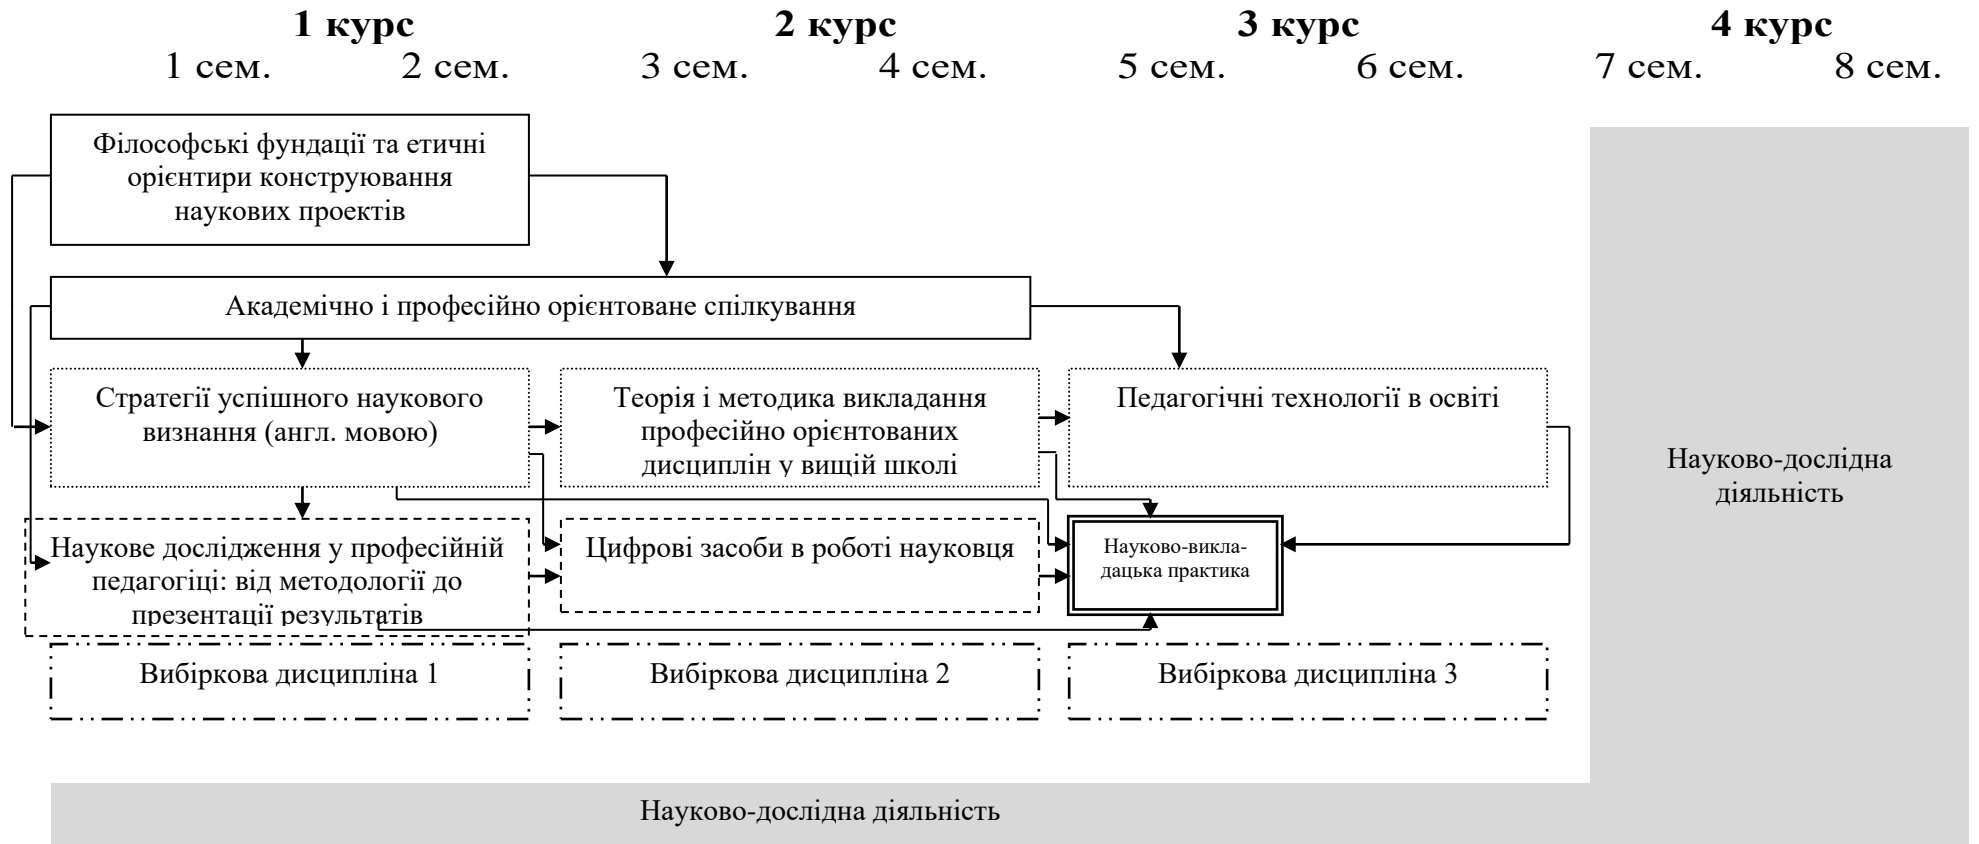 1 курс 2 курс 3 курс 4 курс
1 сем. 2 сем. 3 сем. 4 сем. 5 сем. 6 сем. 7 сем. 8 сем.
Філософські фундації та етичні
орієнтири конструювання
наукових проектів
Академічно і професійно орієнтоване спілкування
Стратегії успішного наукового
визнання (англ. мовою)
Теорія і методика викладання
професійно орієнтованих
дисциплін у вищій школі
Педагогічні технології в освіті
Науково-дослідна
діяльність
Наукове дослідження у професійній
педагогіці: від методології до
презентації результатів
Цифрові засоби в роботі науковця
Науково-викла-
дацька практика
Вибіркова дисципліна 1
Вибіркова дисципліна 2
Вибіркова дисципліна 3
Науково-дослідна діяльність